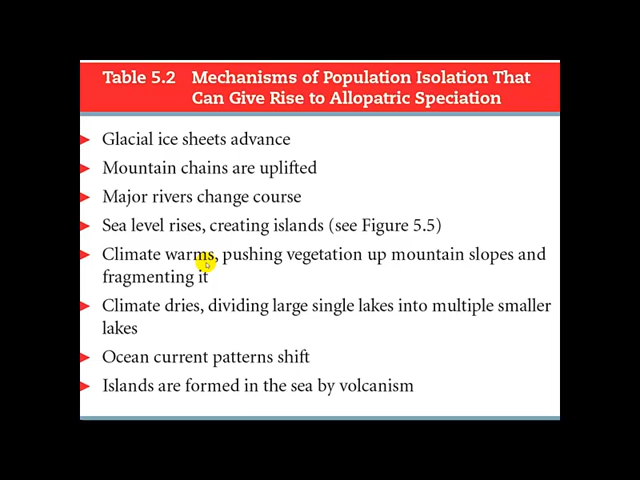 Table 5.2 Mechanisms of Population Isolation That
Can Give Rise to Allopatric Speciation
Glacial ice sheets advance
Mountain chains are uplifted
Major rivers change course
Sea level rises, creating islands (see Figure 5.5)
Climate warms, pushing vegetation up mountain slopes and
fragmenting it
Climate dries, dividing large single lakes into multiple smaller
lakes
Ocean current patterns shift
Islands are formed in the sea by volcanism